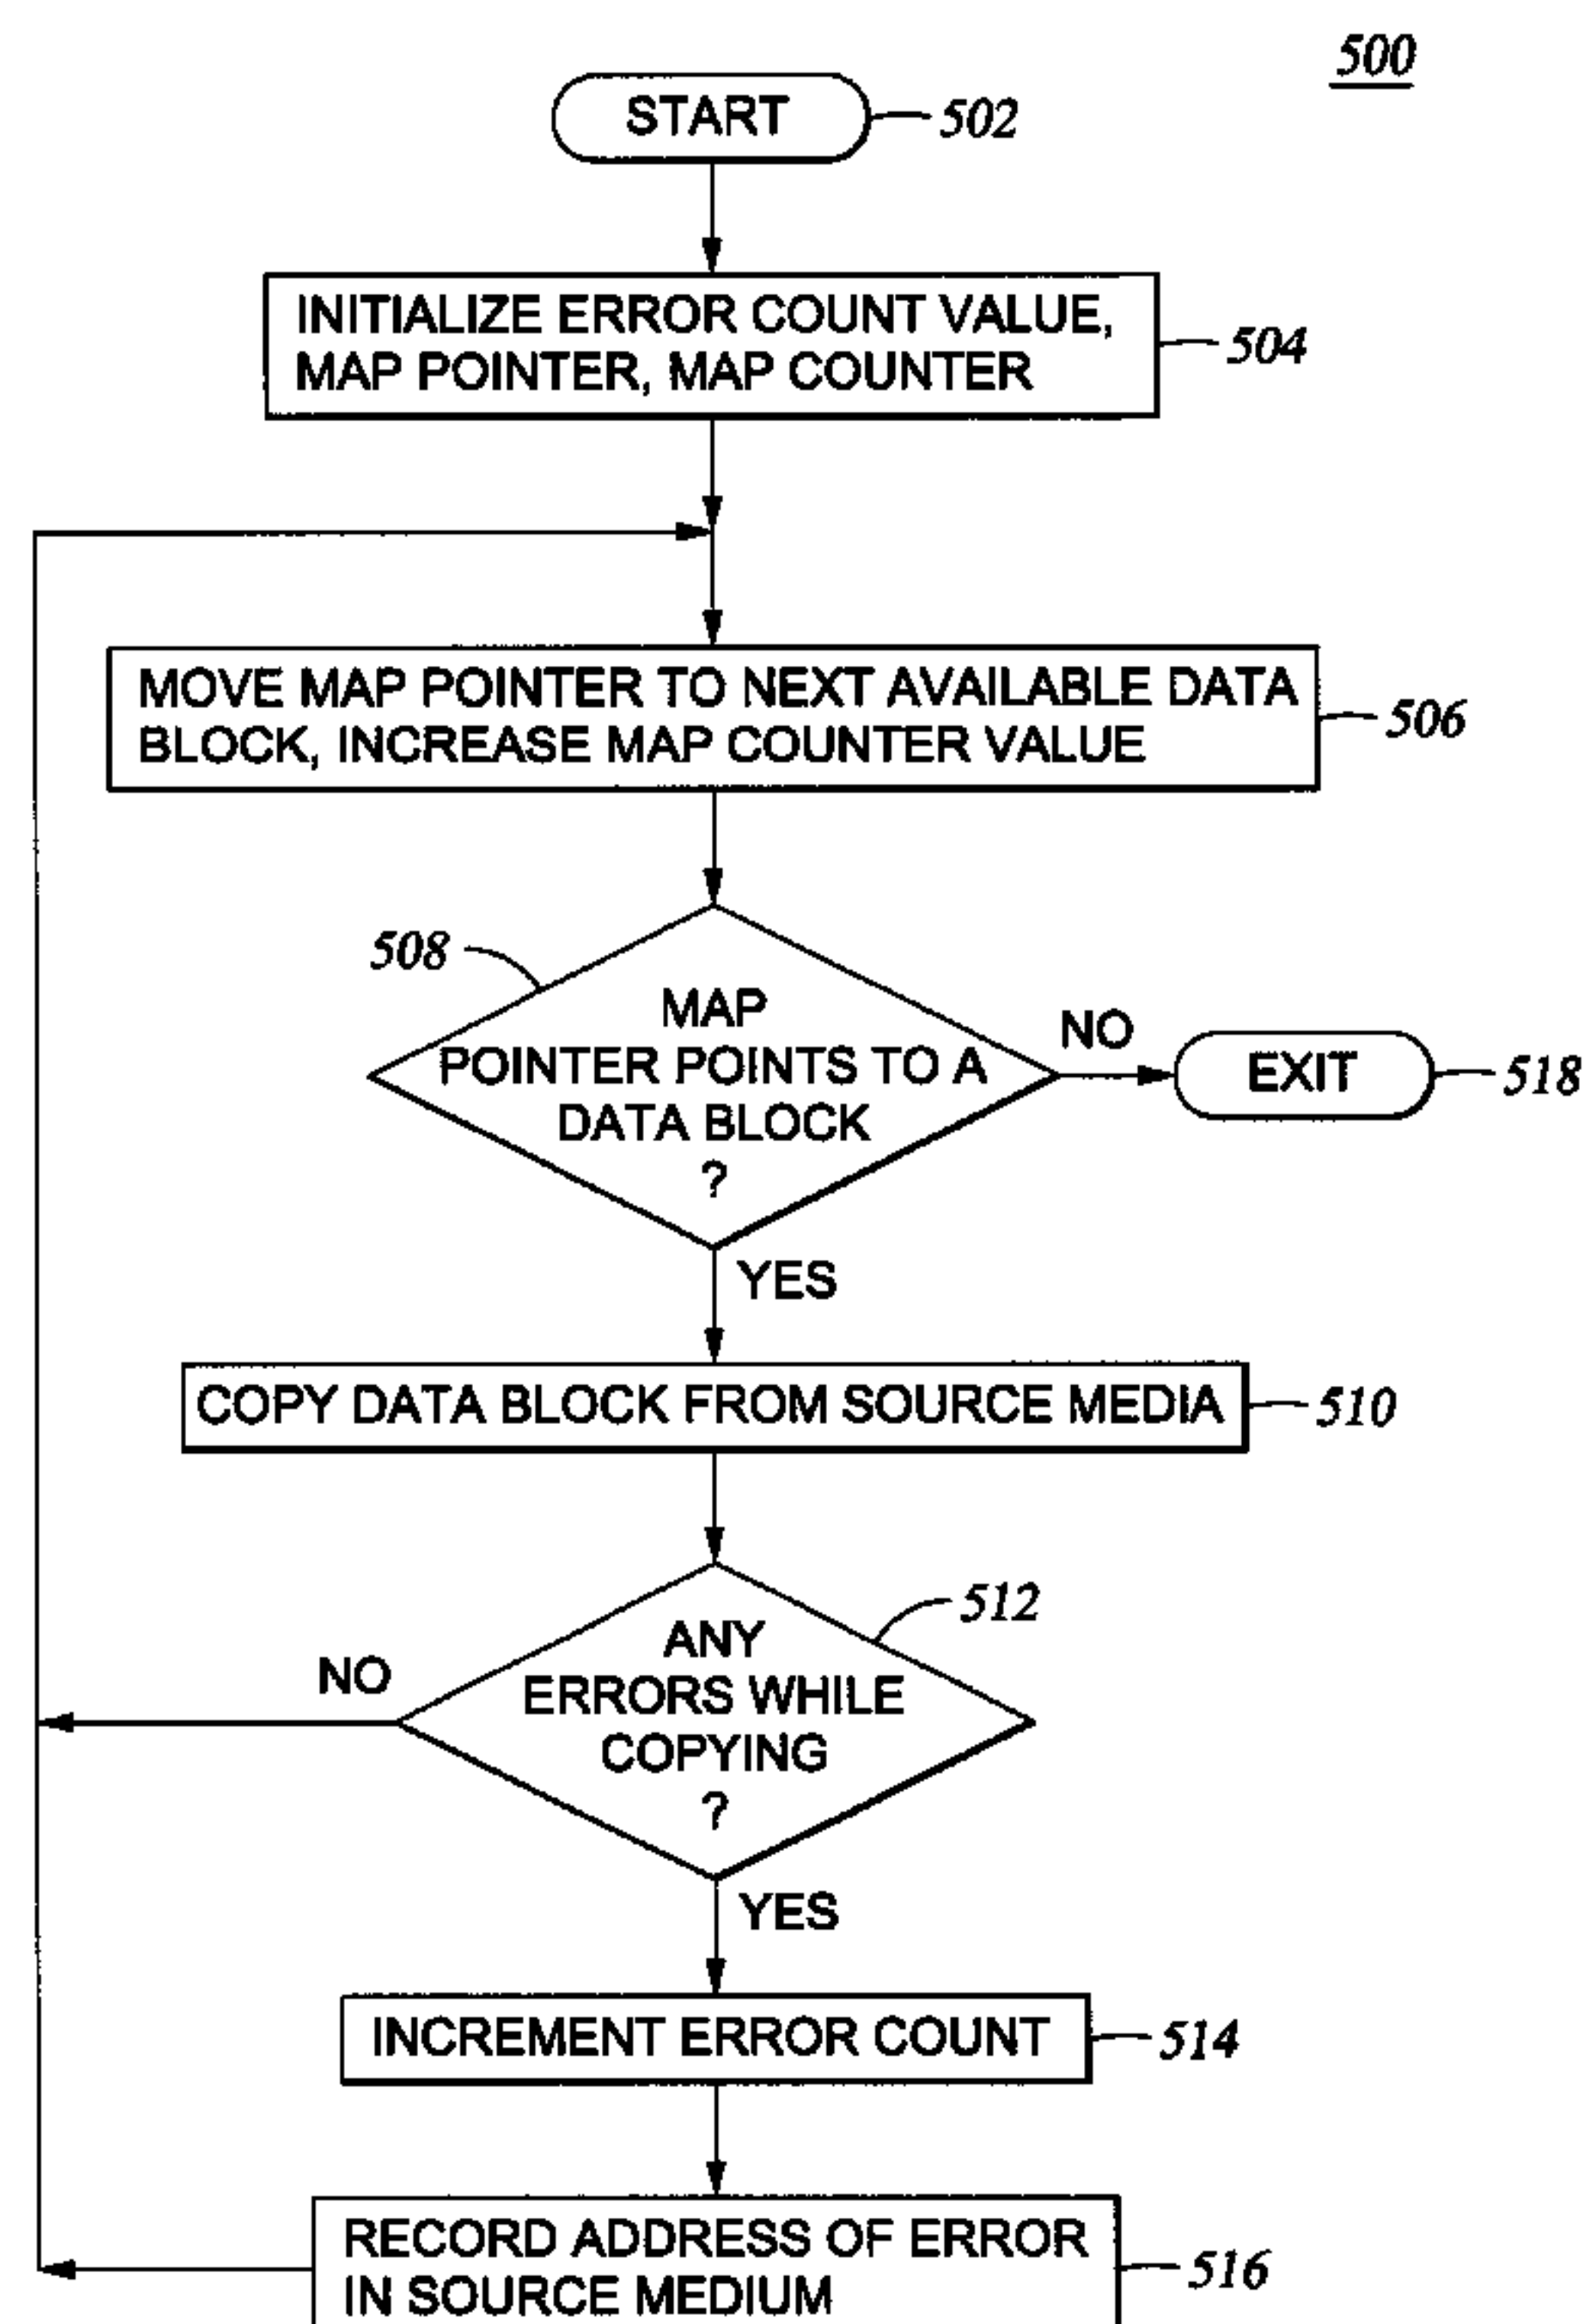 500
START
502
INITIALIZE ERROR COUNT VALUE,
MAP POINTER, MAP COUNTER
504
MOVE MAP POINTER TO NEXT AVAILABLE DATA
BLOCK, INCREASE MAP COUNTER VALUE
506
508
MAP
POINTER POINTS TO A
DATA BLOCK
?
NO
EXIT
518
YES
COPY DATA BLOCK FROM SOURCE MEDIA
510
512
ANY
ERRORS WHILE
COPYING
?
NO
YES
INCREMENT ERROR COUNT
514
RECORD ADDRESS OF ERROR
IN SOURCE MEDIUM
516